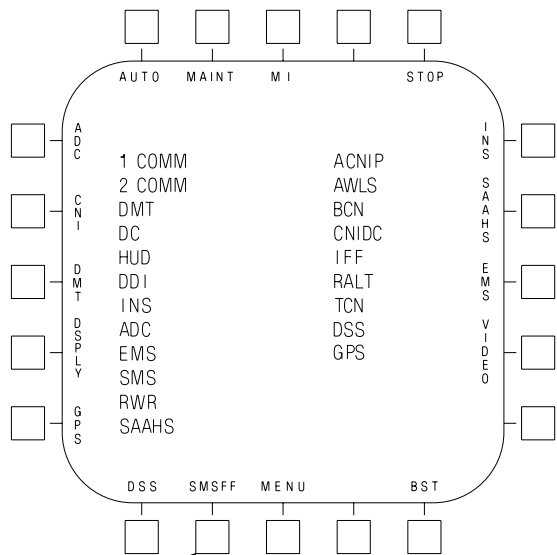 AUTO MAINT MI STOP
ADC
CNI
DMT
DSPLY
GPS
1 COMM
2 COMM
DMT
DC
HUD
DDI
INS
ADC
EMS
SMS
RWR
SAAHS
ACNIP
AWLS
BCN
CNIDC
IFF
RALT
TCN
DSS
GPS
INS
SAAHS
EMS
VIDEO
DSS SMSFF MENU BST